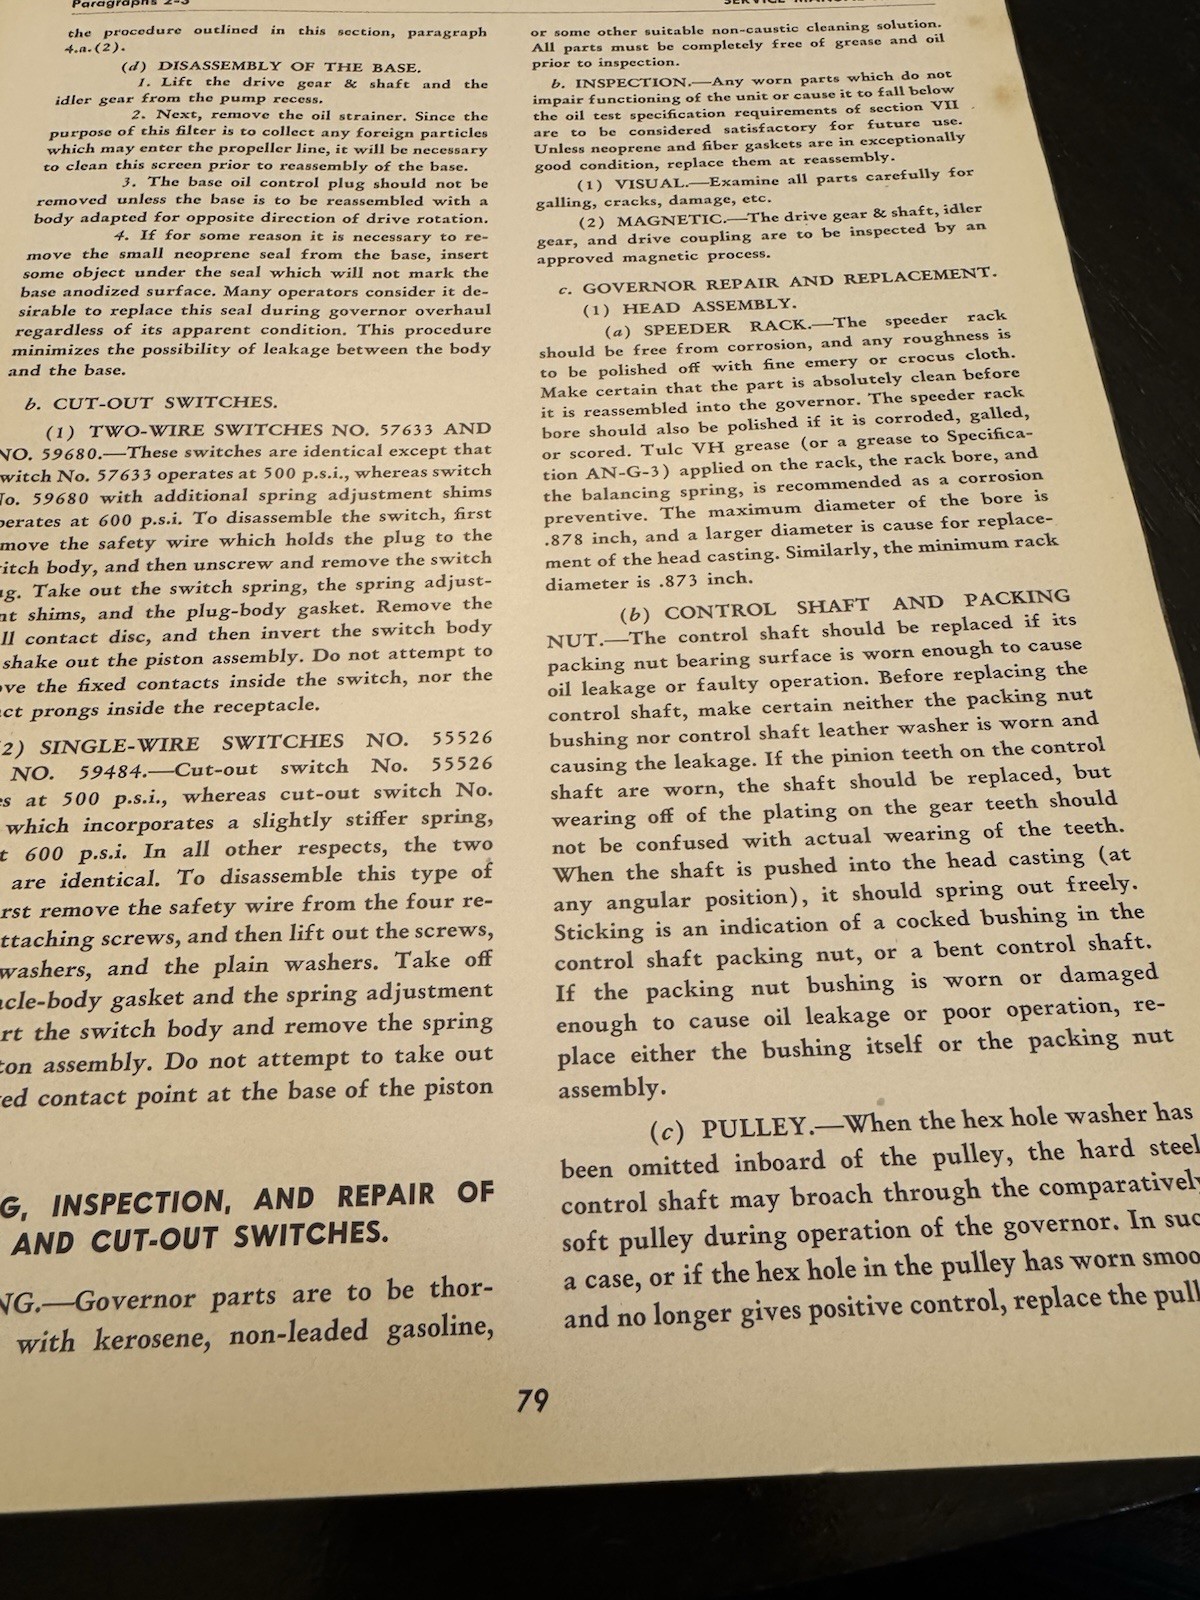 Paragraphs 2-3
SERVICE MANUAL
the procedure outlined in this section, paragraph
4.a.(2).
(d) DISASSEMBLY OF THE BASE.
1. Lift the drive gear & shaft and the
idler gear from the pump recess.
2. Next, remove the oil strainer. Since the
purpose of this filter is to collect any foreign particles
which may enter the propeller line, it will be necessary
to clean this screen prior to reassembly of the base.
3. The base oil control plug should not be
removed unless the base is to be reassembled with a
body adapted for opposite direction of drive rotation.
4. If for some reason it is necessary to re-
move the small neoprene seal from the base, insert
some object under the seal which will not mark the
base anodized surface. Many operators consider it de-
sirable to replace this seal during governor overhaul
regardless of its apparent condition. This procedure
minimizes the possibility of leakage between the body
and the base.
b. CUT-OUT SWITCHES.
(1) TWO-WIRE SWITCHES NO. 57633 AND
NO. 59680.—These switches are identical except that
witch No. 57633 operates at 500 p.s.i., whereas switch
No. 59680 with additional spring adjustment shims
perates at 600 p.s.i. To disassemble the switch, first
move the safety wire which holds the plug to the
itch body, and then unscrew and remove the switch
ug. Take out the switch spring, the spring adjust-
nt shims, and the plug-body gasket. Remove the
ll contact disc, and then invert the switch body
shake out the piston assembly. Do not attempt to
ove the fixed contacts inside the switch, nor the
act prongs inside the receptacle.
2) SINGLE-WIRE SWITCHES NO. 55526
NO. 59484.—Cut-out switch No. 55526
es at 500 p.s.i., whereas cut-out switch No.
which incorporates a slightly stiffer spring,
t 600 p.s.i. In all other respects, the two
are identical. To disassemble this type of
rst remove the safety wire from the four re-
ttaching screws, and then lift out the screws,
washers, and the plain washers. Take off
acle-body gasket and the spring adjustment
rt the switch body and remove the spring
ton assembly. Do not attempt to take out
ed contact point at the base of the piston
G, INSPECTION, AND REPAIR OF
AND CUT-OUT SWITCHES.
NG.—Governor parts are to be thor-
with kerosene, non-leaded gasoline,
or some other suitable non-caustic cleaning solution.
All parts must be completely free of grease and oil
prior to inspection.
b. INSPECTION.—Any worn parts which do not
impair functioning of the unit or cause it to fall below
the oil test specification requirements of section VII
are to be considered satisfactory for future use.
Unless neoprene and fiber gaskets are in exceptionally
good condition, replace them at reassembly.
(1) VISUAL.—Examine all parts carefully for
galling, cracks, damage, etc.
(2) MAGNETIC.—The drive gear & shaft, idler
gear, and drive coupling are to be inspected by an
approved magnetic process.
c. GOVERNOR REPAIR AND REPLACEMENT.
(1) HEAD ASSEMBLY.
(a) SPEEDER RACK.—The speeder rack
should be free from corrosion, and any roughness is
to be polished off with fine emery or crocus cloth.
Make certain that the part is absolutely clean before
it is reassembled into the governor. The speeder rack
bore should also be polished if it is corroded, galled,
or scored. Tulc VH grease (or a grease to Specifica-
tion AN-G-3) applied on the rack, the rack bore, and
the balancing spring, is recommended as a corrosion
preventive. The maximum diameter of the bore is
.878 inch, and a larger diameter is cause for replace-
ment of the head casting. Similarly, the minimum rack
diameter is .873 inch.
(b) CONTROL SHAFT AND PACKING
NUT.—The control shaft should be replaced if its
packing nut bearing surface is worn enough to cause
oil leakage or faulty operation. Before replacing the
control shaft, make certain neither the packing nut
bushing nor control shaft leather washer is worn and
causing the leakage. If the pinion teeth on the control
shaft are worn, the shaft should be replaced, but
wearing off of the plating on the gear teeth should
not be confused with actual wearing of the teeth.
When the shaft is pushed into the head casting (at
any angular position), it should spring out freely.
Sticking is an indication of a cocked bushing in the
control shaft packing nut, or a bent control shaft.
If the packing nut bushing is worn or damaged
enough to cause oil leakage or poor operation, re-
place either the bushing itself or the packing nut
assembly.
(c) PULLEY.—When the hex hole washer has
been omitted inboard of the pulley, the hard steel
control shaft may broach through the comparatively
soft pulley during operation of the governor. In suc
a case, or if the hex hole in the pulley has worn smoo
and no longer gives positive control, replace the pull
79